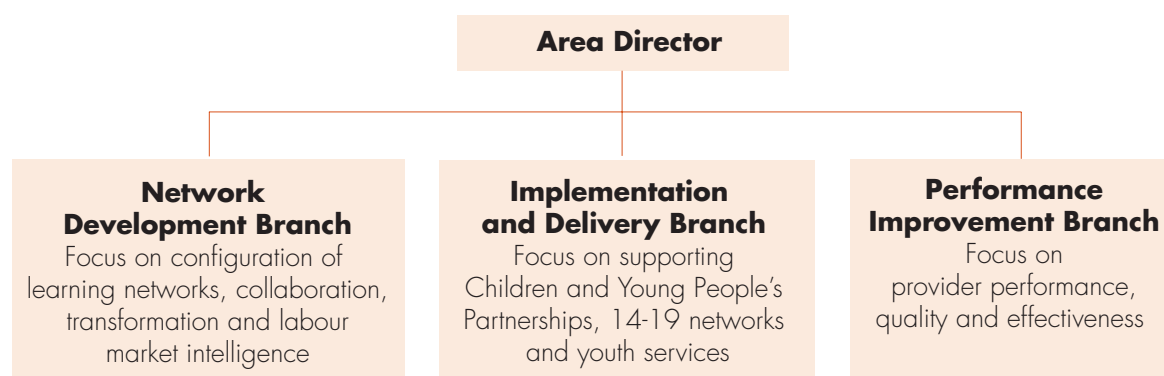 Area Director
Network
Development Branch
Focus on configuration of
learning networks, collaboration,
transformation and labour
market intelligence
Implementation
and Delivery Branch
Focus on supporting
Children and Young People’s
Partnerships, 14-19 networks
and youth services
Performance
Improvement Branch
Focus on
provider performance,
quality and effectiveness